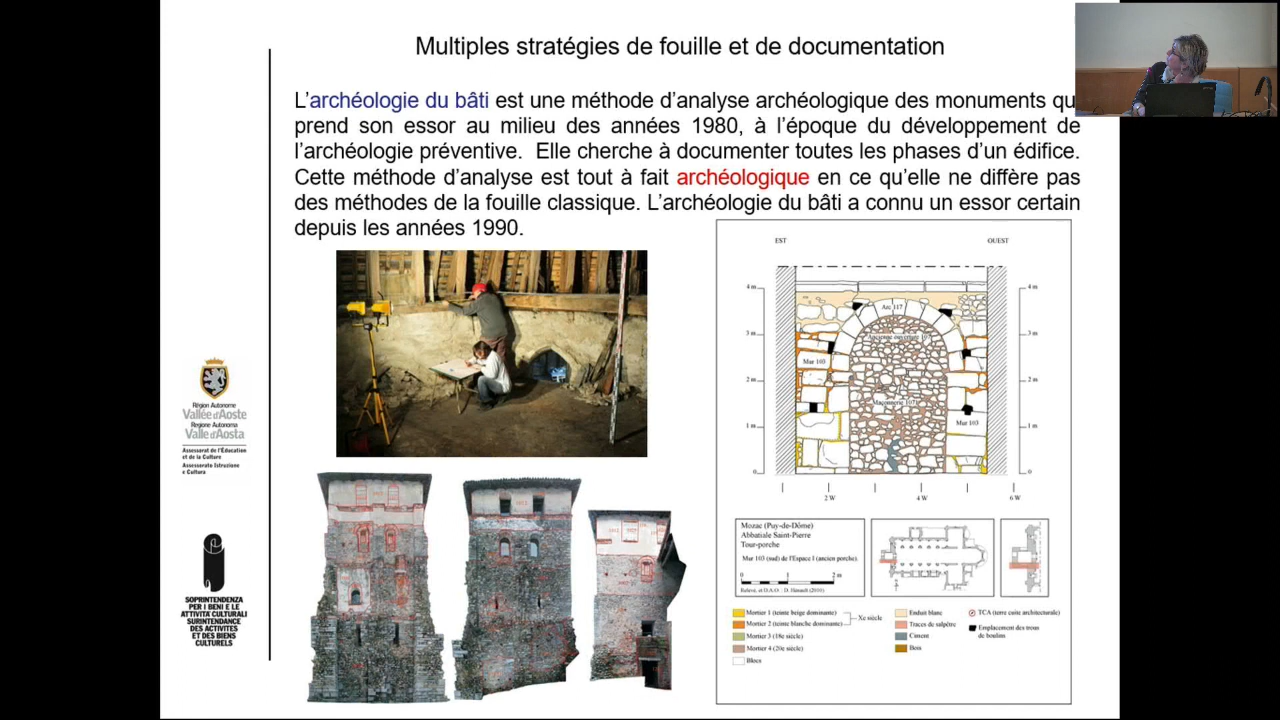 Multiples stratégies de fouille et de documentation
L’archéologie du bâti est une méthode d’analyse archéologique des monuments qu
prend son essor au milieu des années 1980, à l’époque du développement de
l’archéologie préventive. Elle cherche à documenter toutes les phases d’un édifice.
Cette méthode d’analyse est tout à fait archéologique en ce qu’elle ne diffère pas
des méthodes de la fouille classique. L’archéologie du bâti a connu un essor certain
depuis les années 1990.
Région Autonome
Vallée d'Aoste
Regione Autonoma
Valle d'Aosta
Assessorat de l'Éducation
et de la Culture
Assessorato Istruzione
e Cultura
SOPRINTENDENZA
PER I BENI E LE
ATTIVITA' CULTURALI
SURINTENDANCE
DES ACTIVITES
ET DES BIENS
CULTURELS
EST
OUEST
4 m
4 m
Arc 117
3 m
3 m
Ancienne ouverture
Mur 103
2 m
2 m
Maçonnerie 107
Mur 103
1 m
1 m
0
0
2 W
4 W
6 W
Mozac (Puy-de-Dôme)
Abbatiale Saint-Pierre
Tour-porche
Mur 103 (sud) de l'Espace I (ancien porche).
0
1
2 m
Relevé, et D.A.O. : D. Hénault (2010)
Mortier 1 (teinte beige dominante)
Mortier 2 (teinte blanche dominante)
Xe siècle
Mortier 3 (18e siècle)
Mortier 4 (20e siècle)
Blocs
Enduit blanc
Traces de salpêtre
Ciment
Bois
TCA (terre cuite architecturale)
Emplacement des trous
de boulins